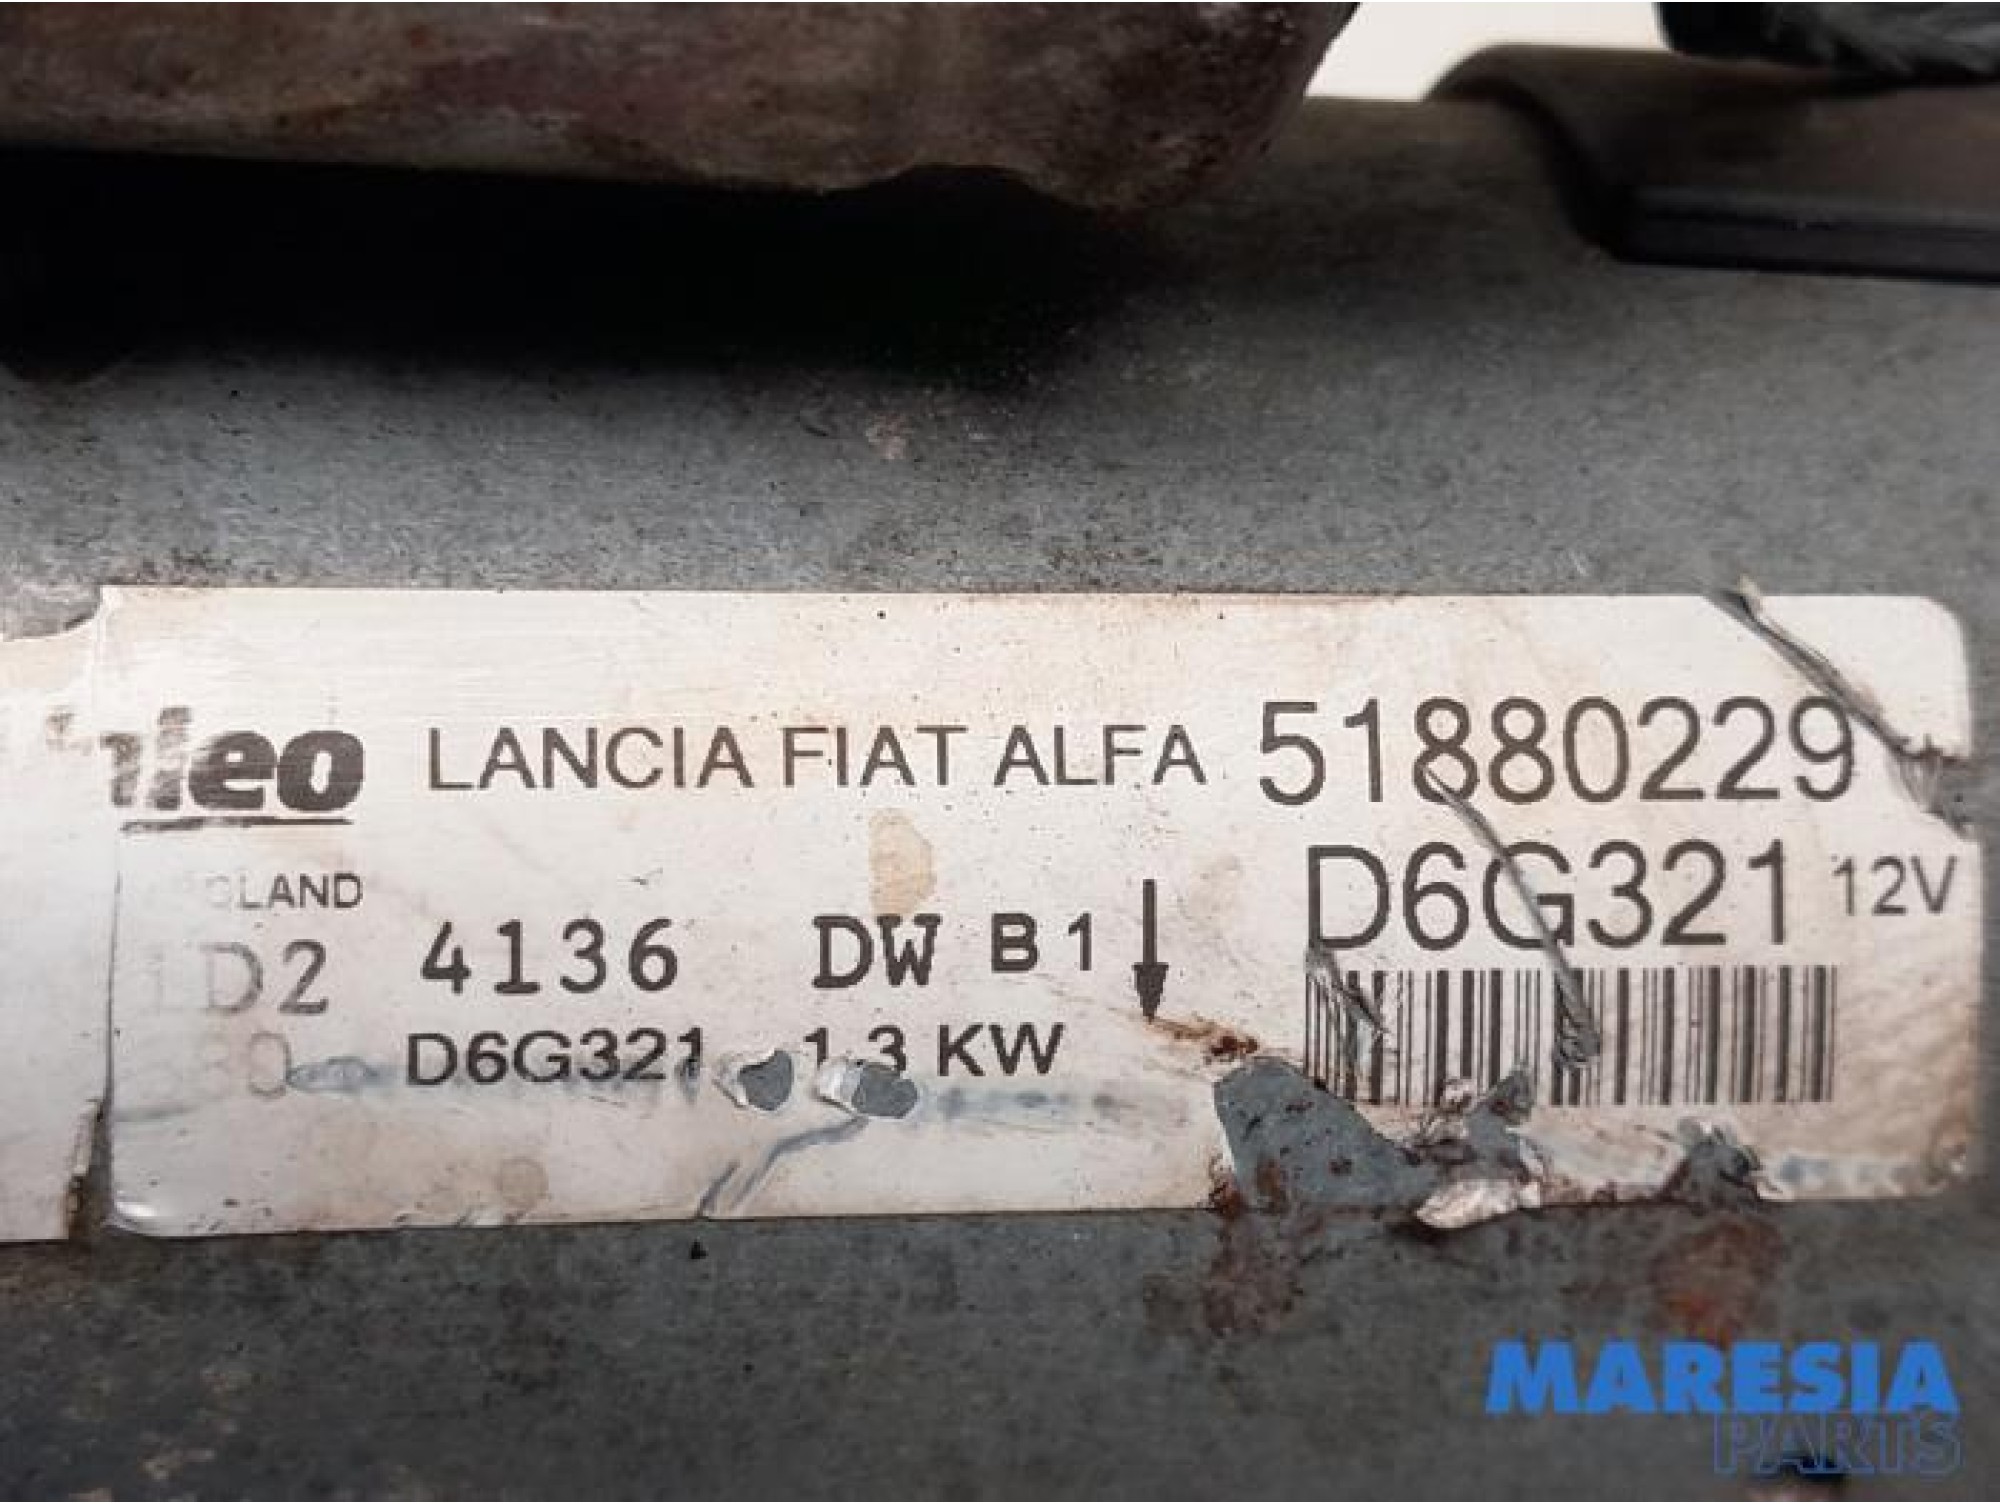 LANCIA FIAT ALFA 51880229
D6G321 12V
D2 4136 DW B1
D6G321 1.3 KW
MARESIA
PARTS